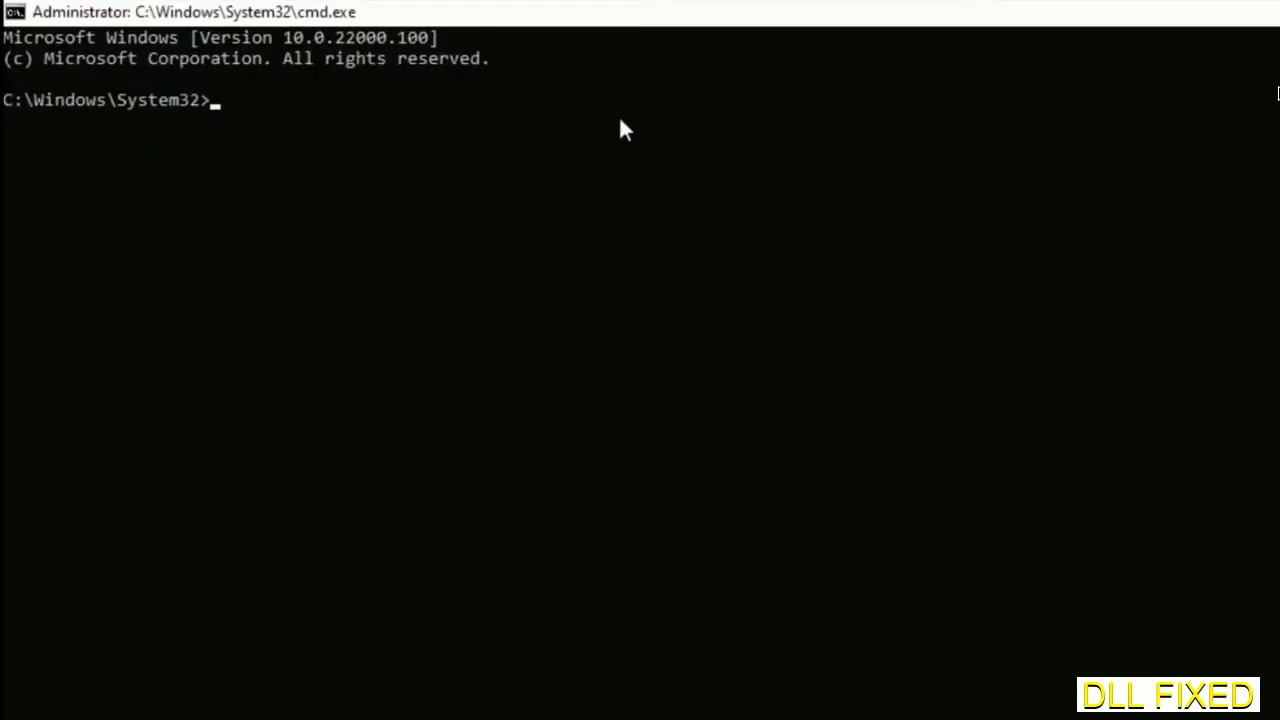 Administrator: C:\Windows\System32\cmd.exe
Microsoft Windows [Version 10.0.22000.100]
(c) Microsoft Corporation. All rights reserved.
C:\Windows\System32>
DLL FIXED